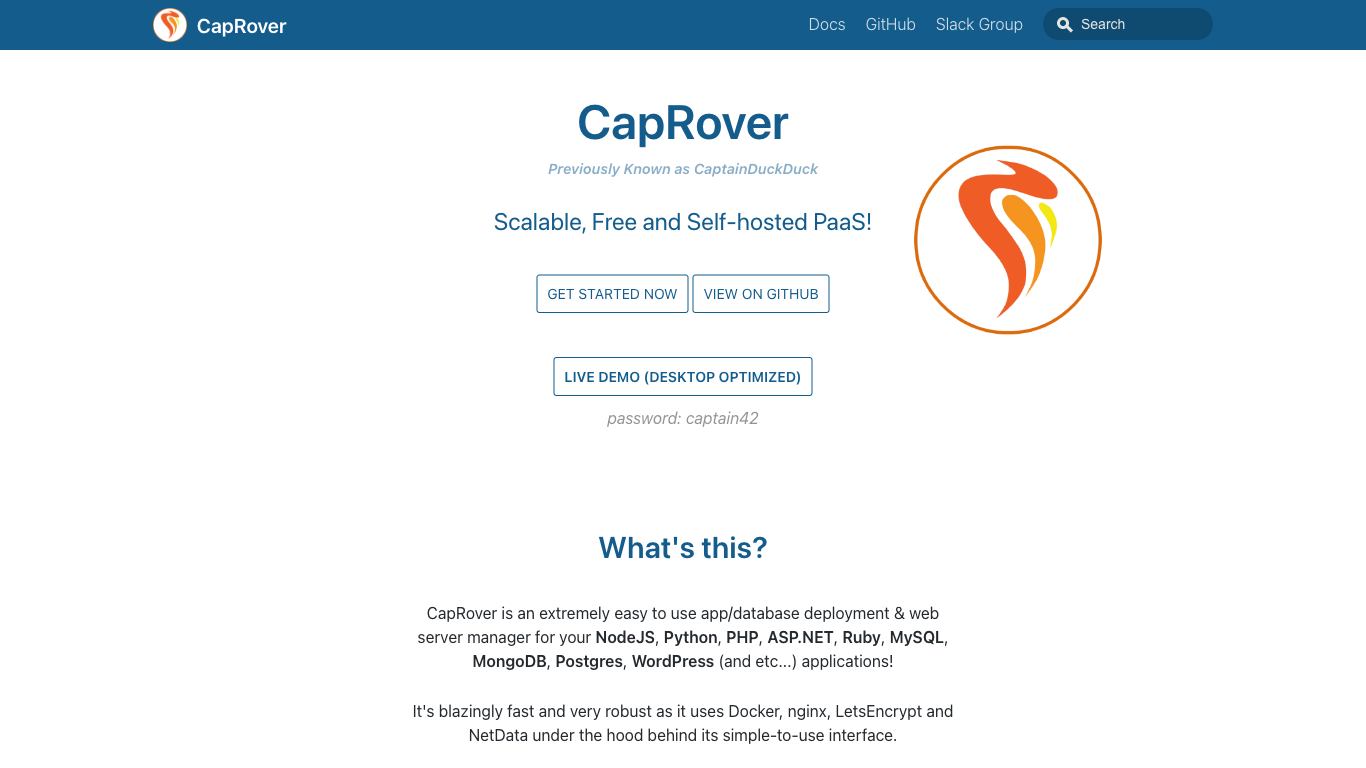 CapRover
Docs
GitHub
Slack Group
Search
CapRover
Previously Known as CaptainDuckDuck
Scalable, Free and Self-hosted PaaS!
GET STARTED NOW
VIEW ON GITHUB
LIVE DEMO (DESKTOP OPTIMIZED)
password: captain42
What's this?
CapRover is an extremely easy to use app/database deployment & web
server manager for your NodeJS, Python, PHP, ASP.NET, Ruby, MySQL,
MongoDB, Postgres, WordPress (and etc...) applications!
It's blazingly fast and very robust as it uses Docker, nginx, LetsEncrypt and
NetData under the hood behind its simple-to-use interface.